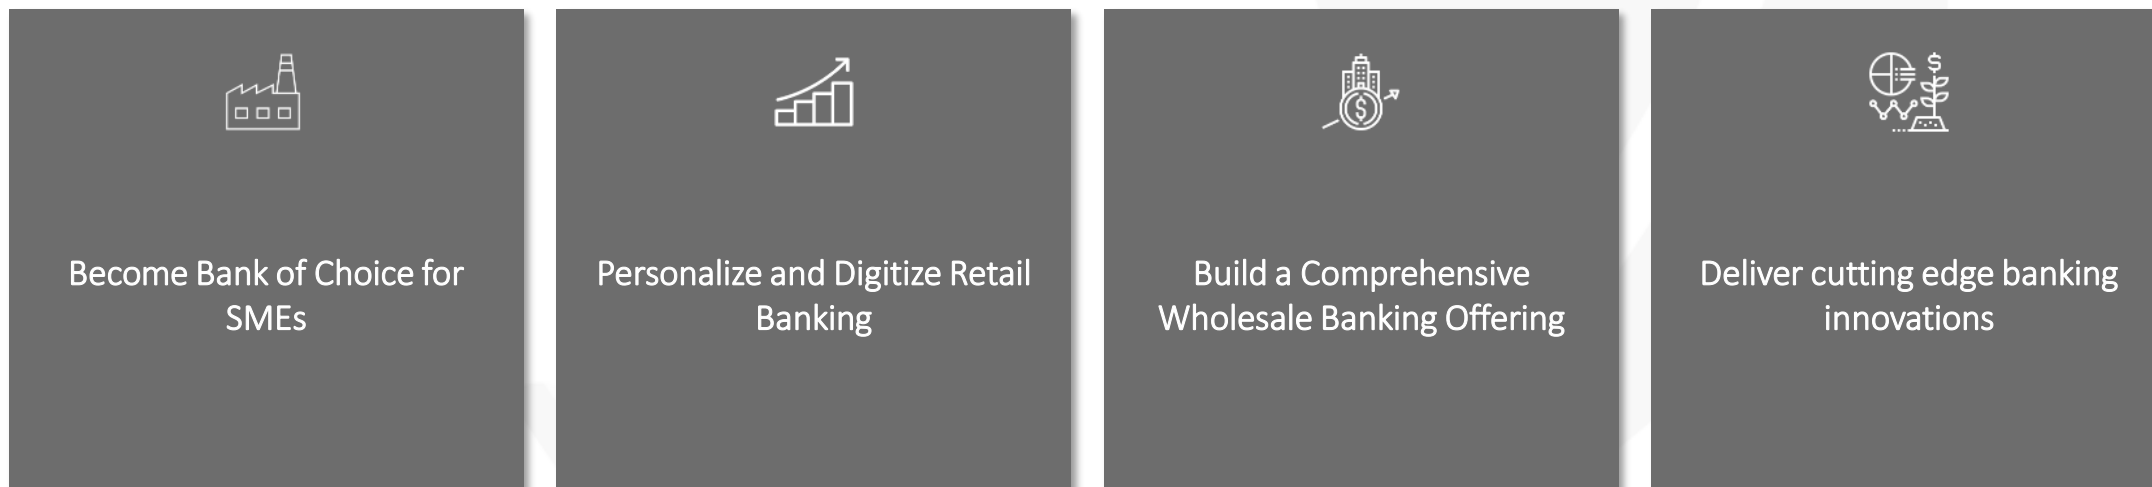 Become Bank of Choice for
SMEs
Personalize and Digitize Retail
Banking
Build a Comprehensive
Wholesale Banking Offering
Deliver cutting edge banking
innovations